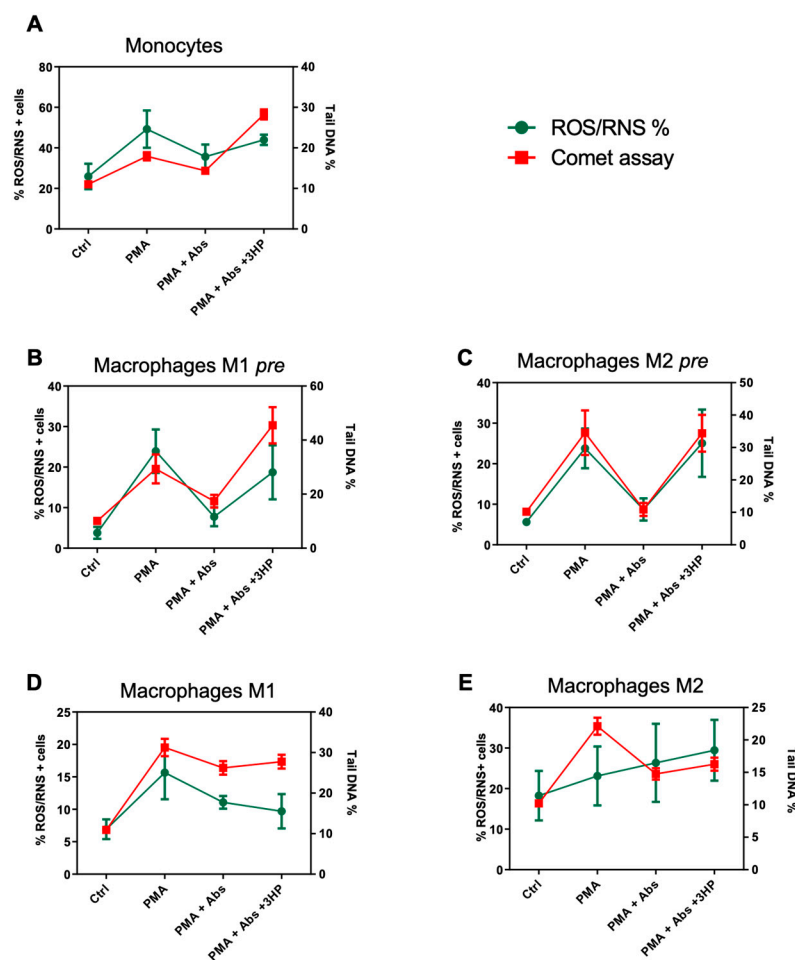 A
Monocytes
% ROS/RNS + cells
80
60
40
20
0
40
30
20
10
0
Tail DNA %
Ctrl
PMA
PMA + Abs
PMA + Abs +3HP
ROS/RNS %
Comet assay
B
Macrophages M1 pre
% ROS/RNS + cells
40
30
20
10
0
60
40
20
0
Tail DNA %
Ctrl
PMA
PMA + Abs
PMA + Abs +3HP
C
Macrophages M2 pre
% ROS/RNS + cells
40
30
20
10
0
50
40
30
20
10
0
Tail DNA %
Ctrl
PMA
PMA + Abs
PMA + Abs +3HP
D
Macrophages M1
% ROS/RNS + cells
25
20
15
10
5
0
40
30
20
10
0
Tail DNA %
Ctrl
PMA
PMA + Abs
PMA + Abs +3HP
E
Macrophages M2
% ROS/RNS+ cells
40
30
20
10
0
25
20
15
10
5
0
Tail DNA %
Ctrl
PMA
PMA + Abs
PMA + Abs +3HP